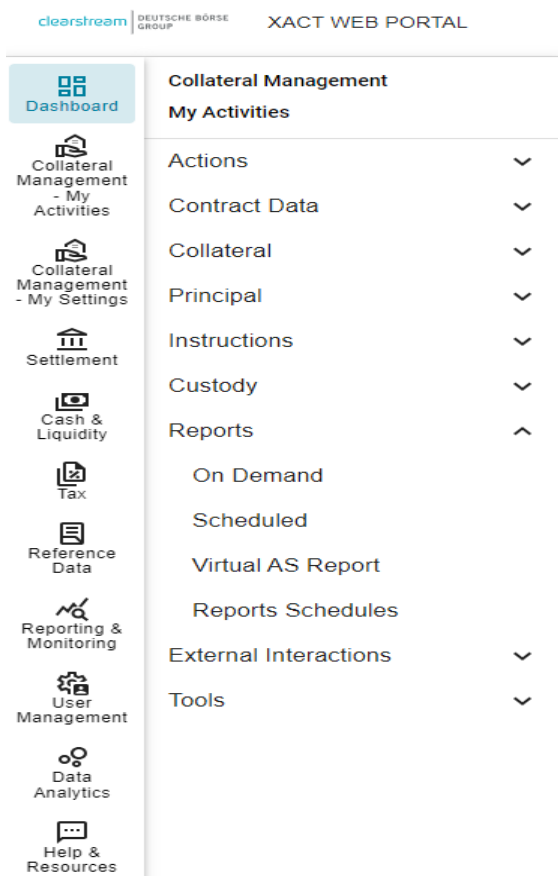 clearstream
DEUTSCHE BÖRSE
GROUP
XACT WEB PORTAL
Dashboard
Collateral
Management
- My
Activities
Collateral
Management
- My Settings
Settlement
Cash &
Liquidity
Tax
Reference
Data
Reporting &
Monitoring
User
Management
Data
Analytics
Help &
Resources
Collateral Management
My Activities
Actions
Contract Data
Collateral
Principal
Instructions
Custody
Reports
On Demand
Scheduled
Virtual AS Report
Reports Schedules
External Interactions
Tools